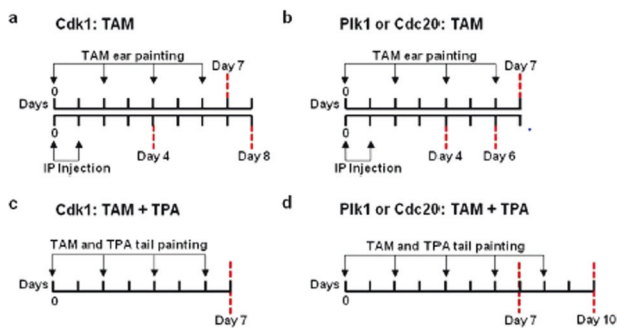 a Cdk1: TAM
TAM ear painting
Day 7
0
Days
0
IP Injection
Day 4
Day 8
b Plk1 or Cdc20: TAM
TAM ear painting
Day 7
0
Days
0
IP Injection
Day 4
Day 6
c Cdk1: TAM + TPA
TAM and TPA tail painting
Days
0
Day 7
d Plk1 or Cdc20: TAM + TPA
TAM and TPA tail painting
Days
0
Day 7
Day 10